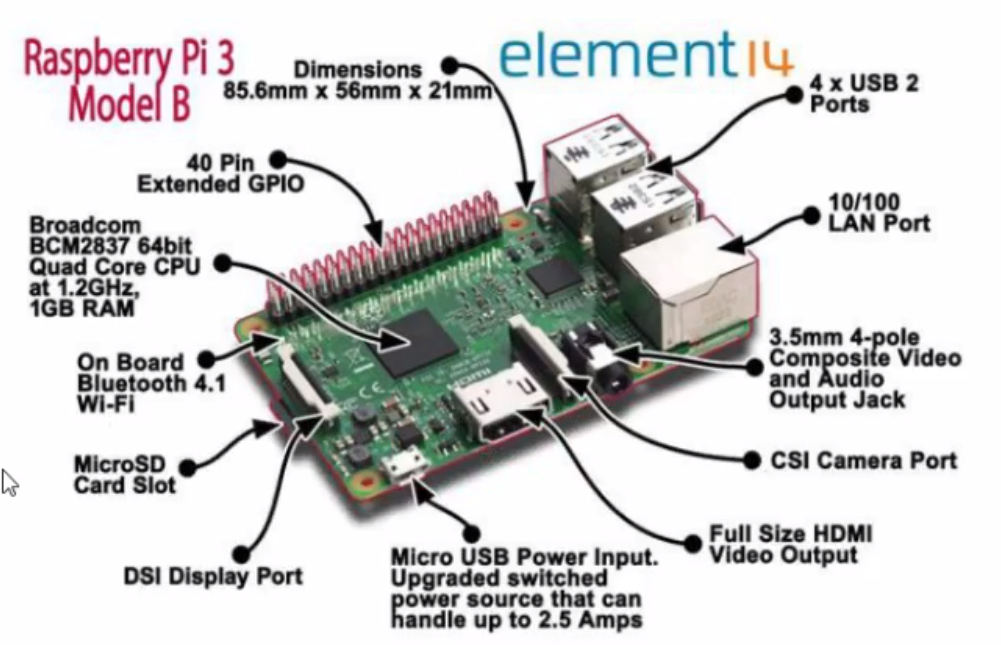 Raspberry Pi 3
Model B
element14
Dimensions
85.6mm x 56mm x 21mm
4 x USB 2
Ports
40 Pin
Extended GPIO
10/100
LAN Port
Broadcom
BCM2837 64bit
Quad Core CPU
at 1.2GHz,
1GB RAM
On Board
Bluetooth 4.1
Wi-Fi
3.5mm 4-pole
Composite Video
and Audio
Output Jack
MicroSD
Card Slot
CSI Camera Port
DSI Display Port
Micro USB Power Input.
Upgraded switched
power source that can
handle up to 2.5 Amps
Full Size HDMI
Video Output